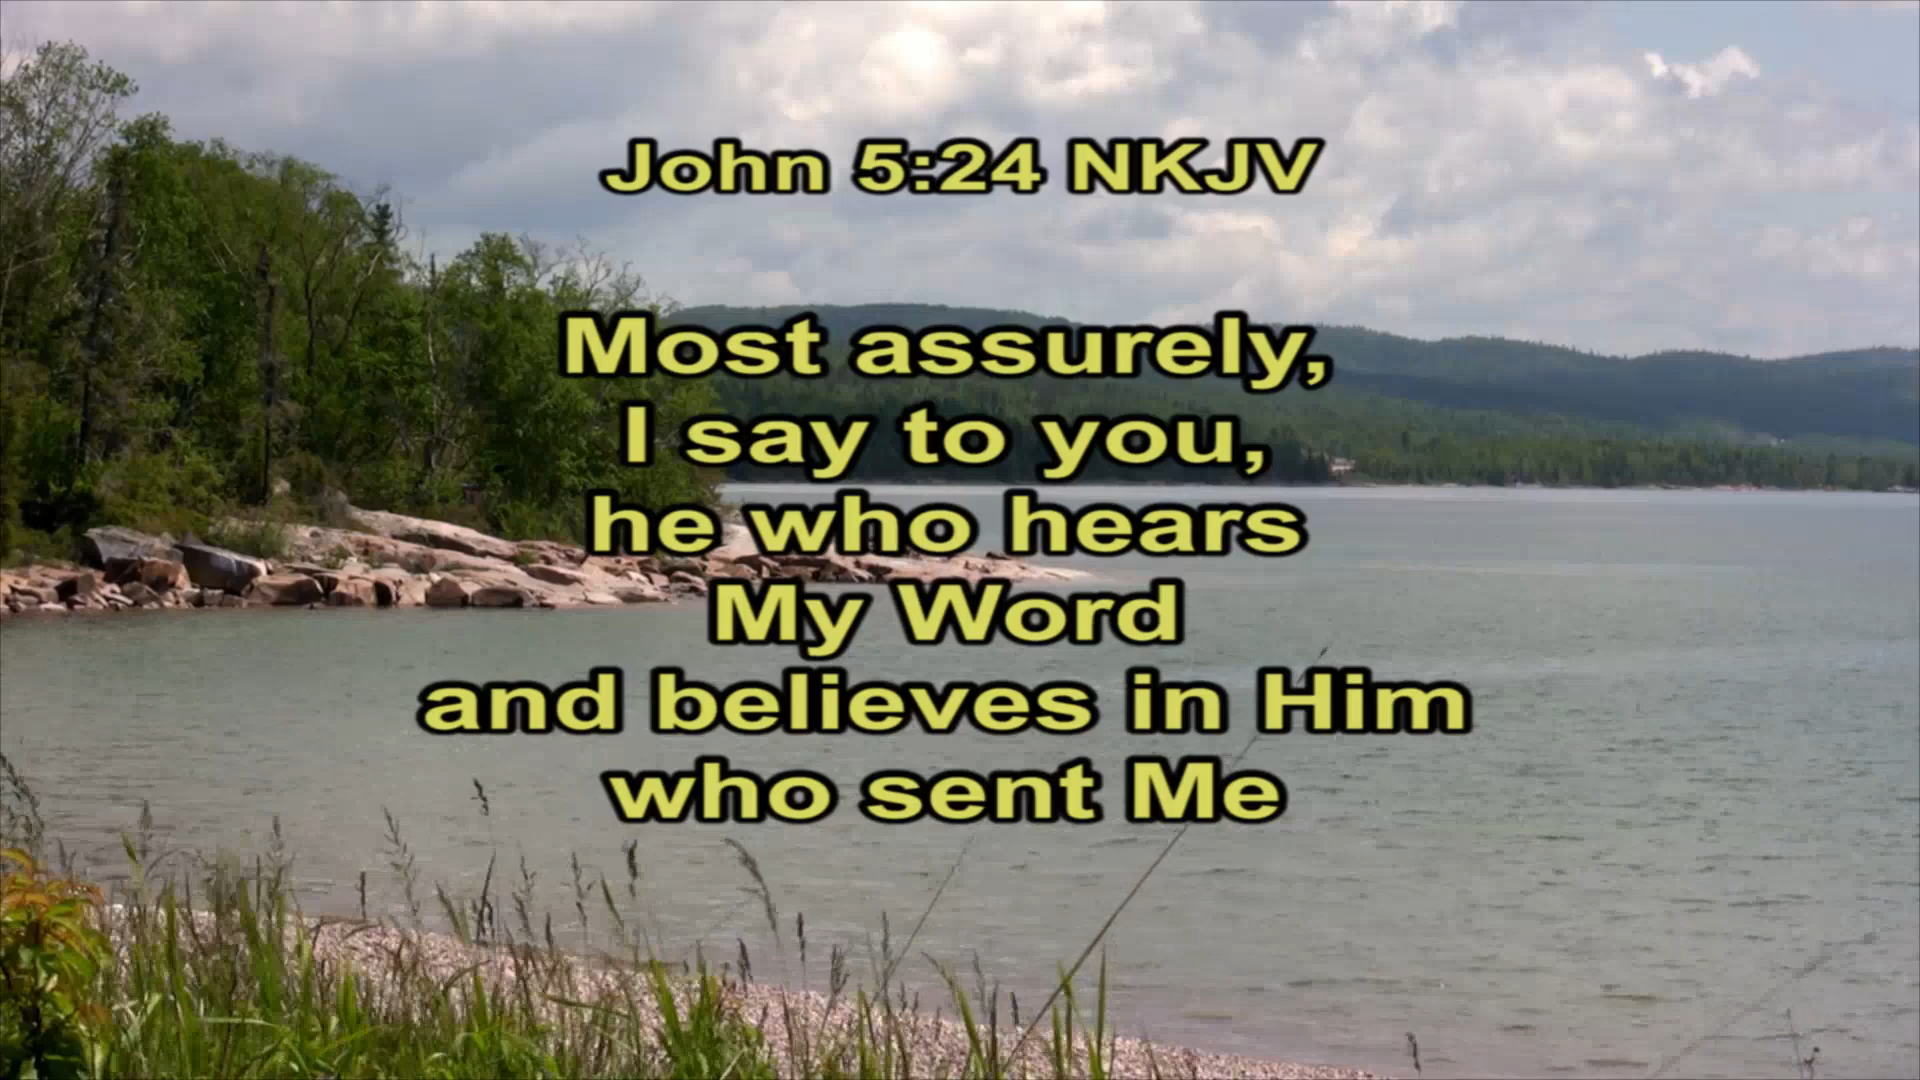 John 5:24 NKJV
Most assuredly,
I say to you,
he who hears
My Word
and believes in Him
who sent Me